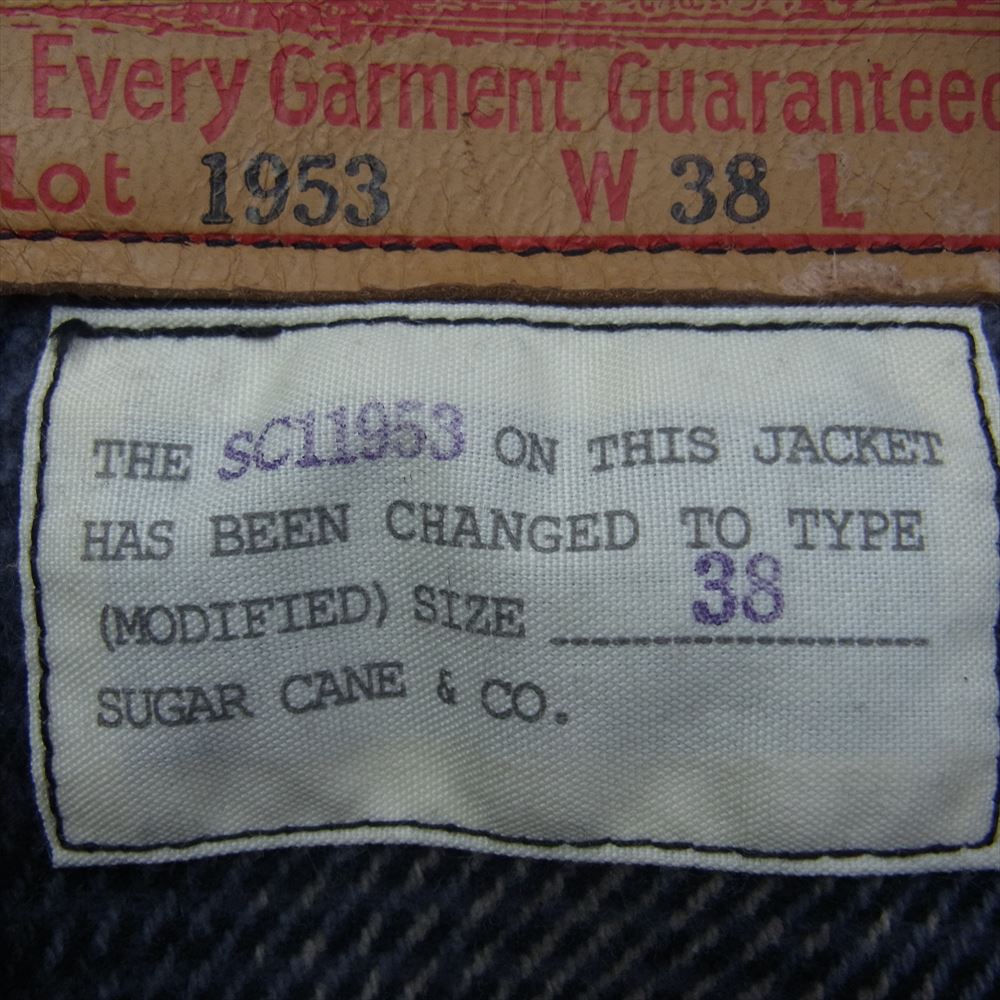 Every Garment Guaranteed
Lot 1953 W 38 L
THE SC11953 ON THIS JACKET
HAS BEEN CHANGED TO TYPE
(MODIFIED) SIZE 38
SUGAR CANE & CO.